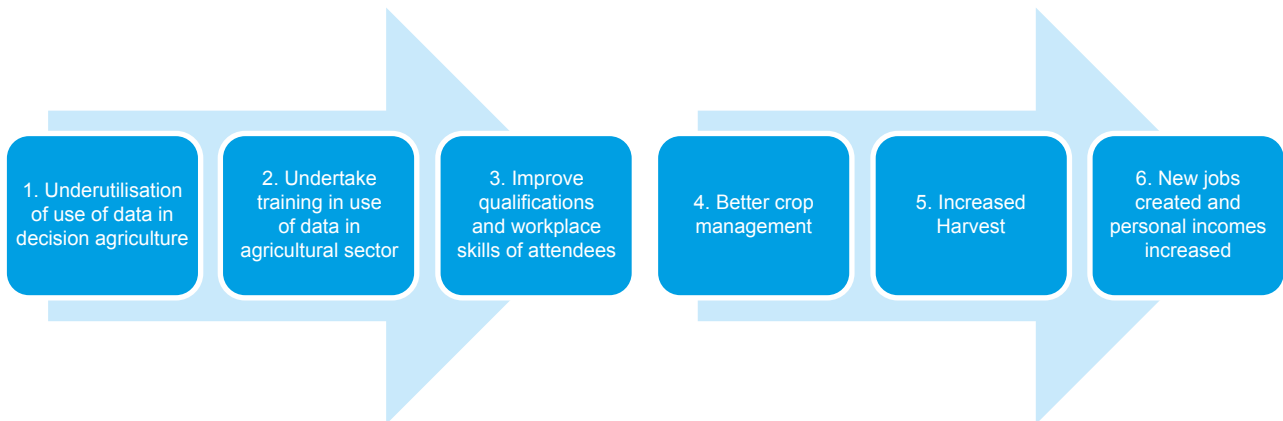 1. Underutilisation
of use of data in
decision agriculture
2. Undertake
training in use
of data in
agricultural sector
3. Improve
qualifications
and workplace
skills of attendees
4. Better crop
management
5. Increased
Harvest
6. New jobs
created and
personal incomes
increased